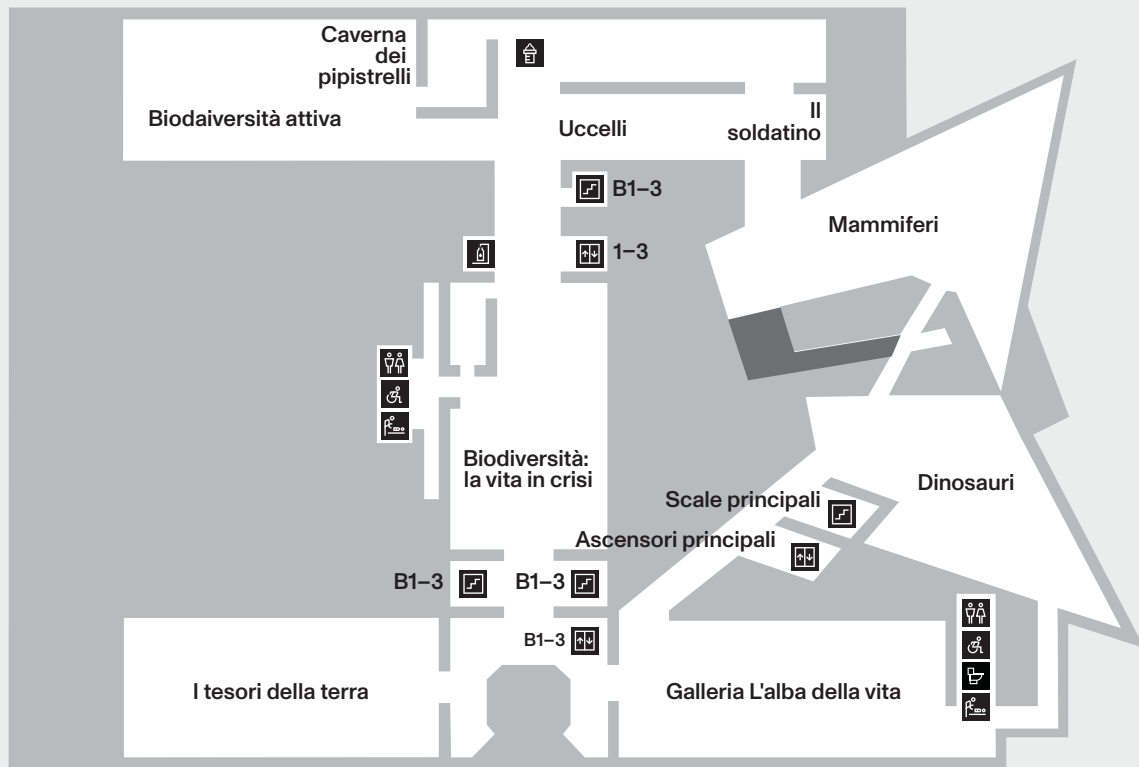 Caverna
dei
pipistrelli
Biodaiversità attiva
Uccelli
Il
soldatino
B1–3
1–3
Mammiferi
Biodiversità:
la vita in crisi
Dinosauri
Scale principali
Ascensori principali
B1–3
B1–3
B1–3
I tesori della terra
Galleria L'alba della vita